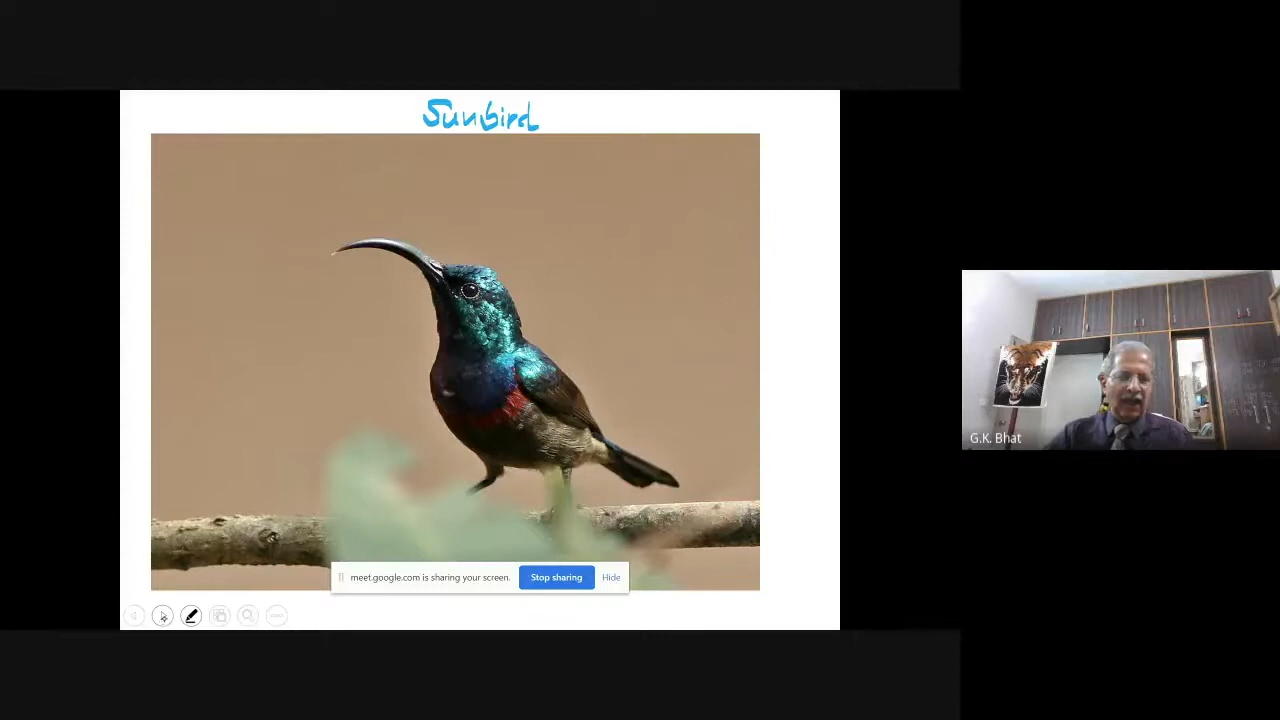 Sunbird
meet.google.com is sharing your screen.
Stop sharing
Hide
G.K. Bhat